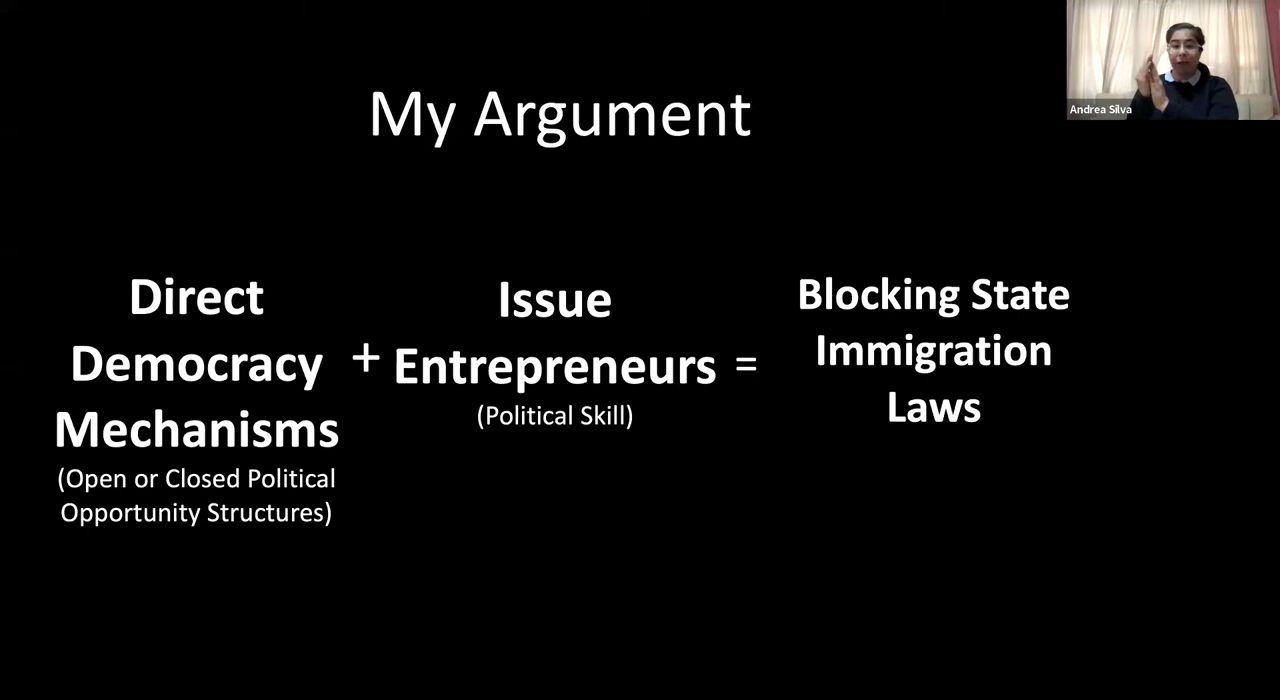 My Argument
Direct
Democracy
Mechanisms
(Open or Closed Political
Opportunity Structures)
+
Issue
Entrepreneurs
(Political Skill)
=
Blocking State
Immigration
Laws
Andrea Silva